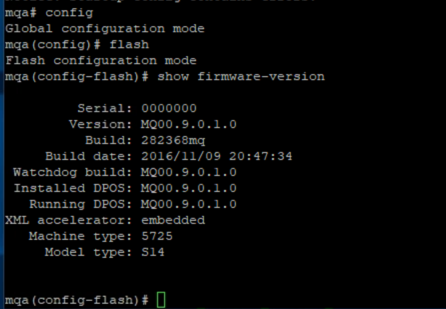 mqa# config
Global configuration mode
mqa(config)# flash
Flash configuration mode
mqa(config-flash)# show firmware-version
Serial: 0000000
Version: MQ00.9.0.1.0
Build: 282368mq
Build date: 2016/11/09 20:47:34
Watchdog build: MQ00.9.0.1.0
Installed DPOS: MQ00.9.0.1.0
Running DPOS: MQ00.9.0.1.0
XML accelerator: embedded
Machine type: 5725
Model type: S14
mqa(config-flash)#